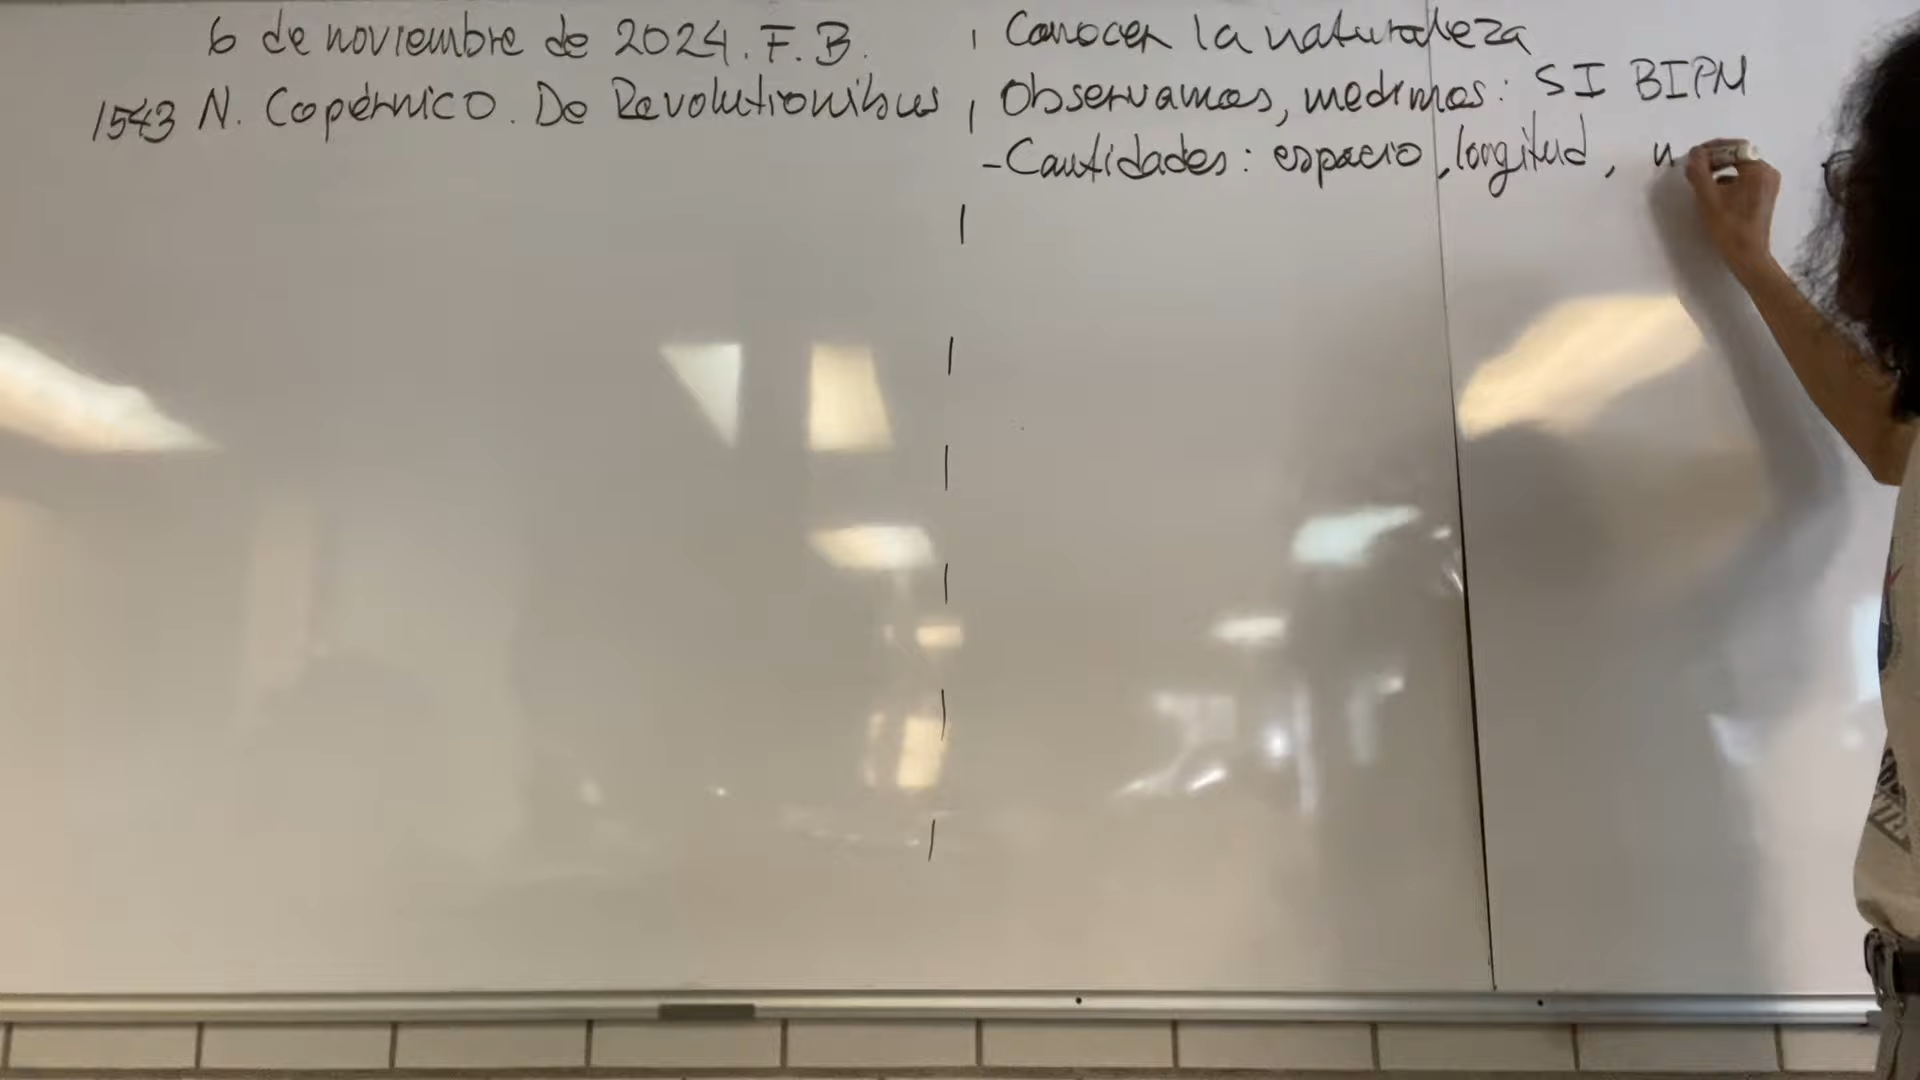 6 de noviembre de 2024. F. B.
1543 N. Copérnico. De Revolutionibus
Conocer la naturaleza
Observamos, medimos: SI BIPM
- Cantidades: espacio, longitud,